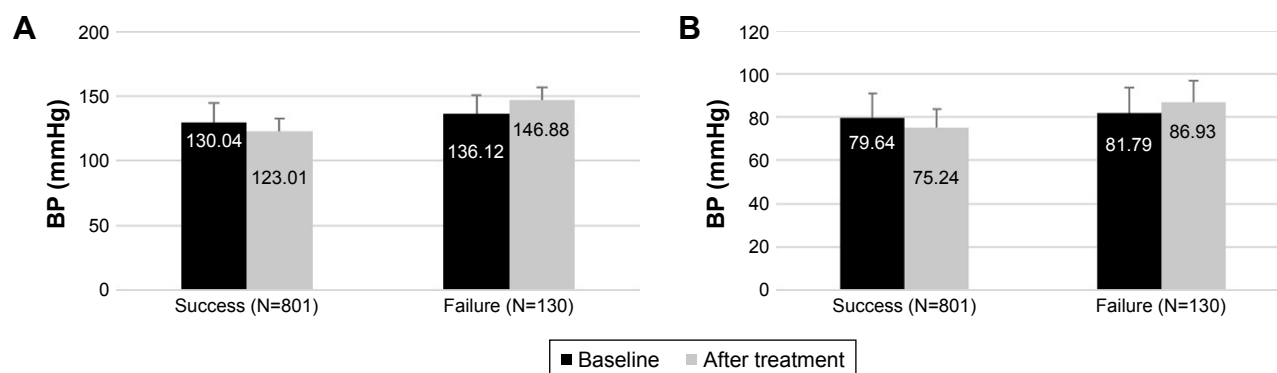 A
BP (mmHg)
200
150
100
50
0
130.04
123.01
136.12
146.88
Success (N=801)
Failure (N=130)
B
BP (mmHg)
120
100
80
60
40
20
0
79.64
75.24
81.79
86.93
Success (N=801)
Failure (N=130)
Baseline
After treatment